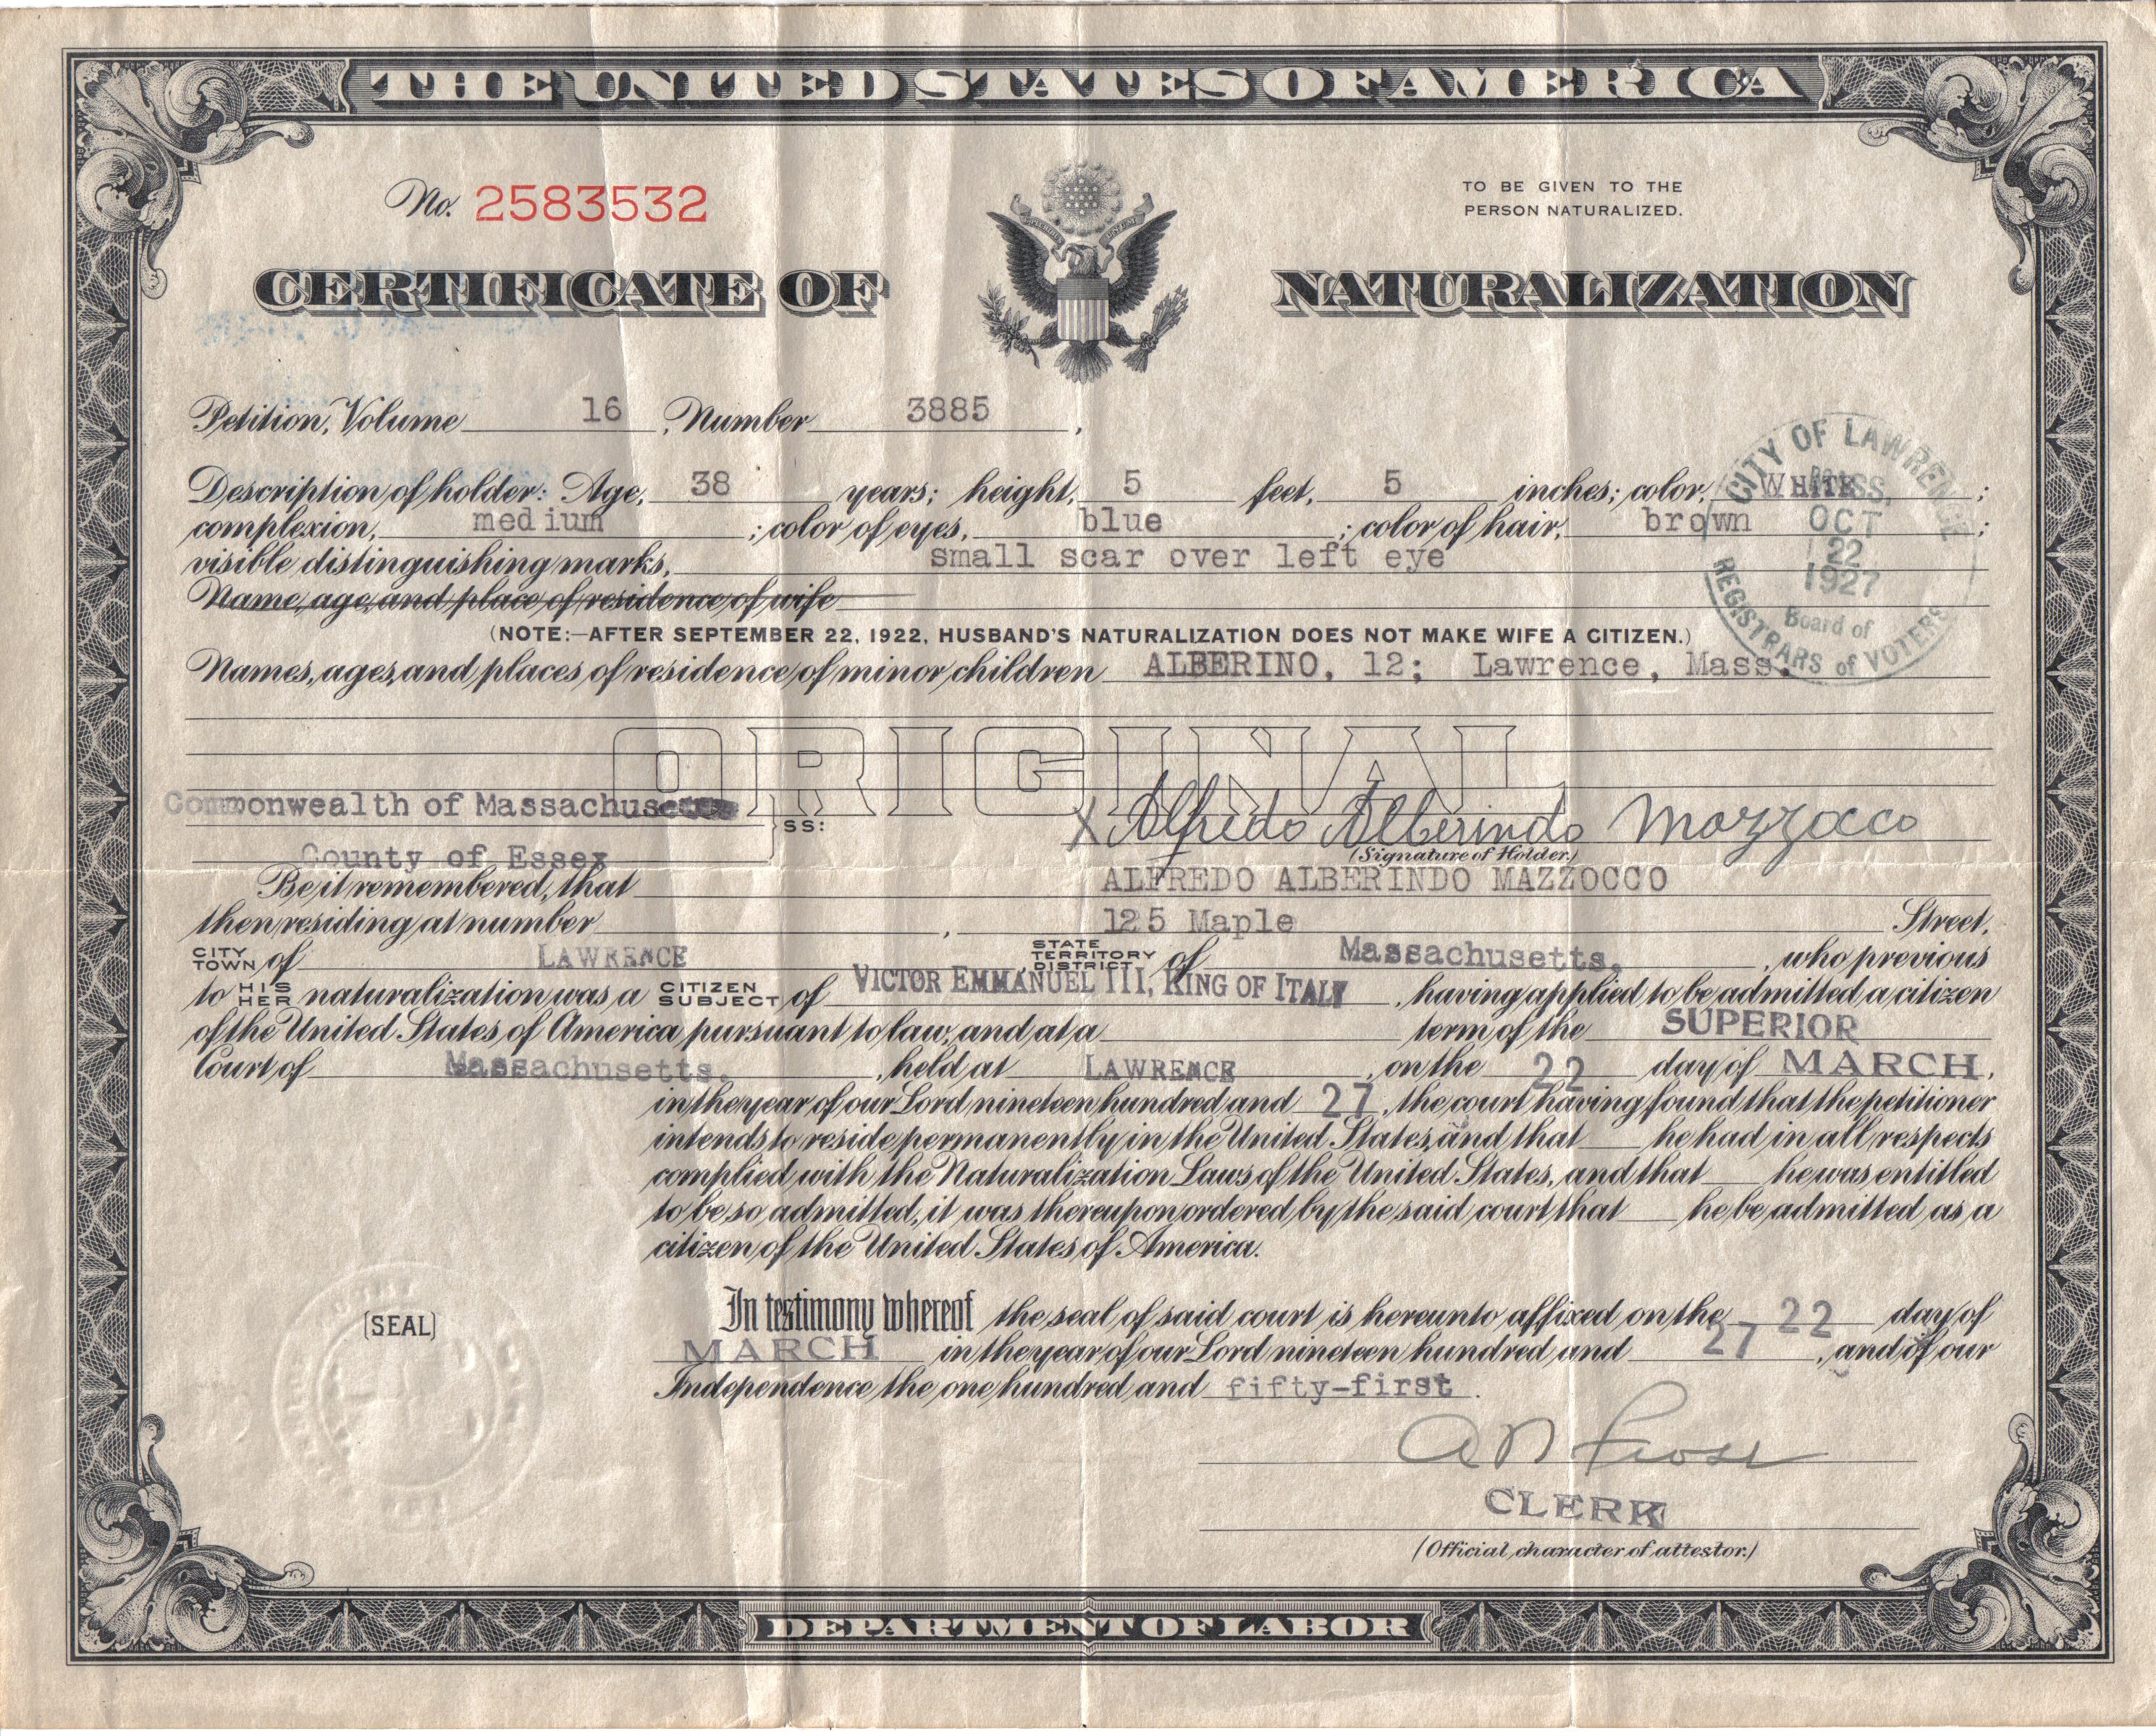 THE UNITED STATES OF AMERICA
No. 2583532
TO BE GIVEN TO THE
PERSON NATURALIZED.
CERTIFICATE OF NATURALIZATION
Petition, Volume 16, Number 3885,
CITY OF LAWRENCE
MASS.
OCT
22
1927
Board of
REGISTRARS of VOTERS
Description of holder: Age, 38 years; height, 5 feet, 5 inches; color, WHITE;
complexion, medium; color of eyes, blue; color of hair, brown;
visible distinguishing marks, small scar over left eye
Name, age, and place of residence of wife
(NOTE:—AFTER SEPTEMBER 22, 1922, HUSBAND'S NATURALIZATION DOES NOT MAKE WIFE A CITIZEN.)
Names, ages, and places of residence of minor children ALBERINO, 12; Lawrence, Mass.
ORIGINAL
Commonwealth of Massachusetts
SS:
X Alfredo Alberindo Mazzocco
County of Essex
(Signature of Holder.)
Be it remembered, that ALFREDO ALBERINDO MAZZOCCO
then residing at number , 125 Maple Street,
CITY TOWN of LAWRENCE STATE TERRITORY DISTRICT of Massachusetts, who previous
to HIS HER naturalization was a CITIZEN SUBJECT of VICTOR EMMANUEL III, KING OF ITALY, having applied to be admitted a citizen
of the United States of America pursuant to law, and at a term of the SUPERIOR
Court of Massachusetts, held at LAWRENCE, on the 22 day of MARCH,
in the year of our Lord nineteen hundred and 27, the court having found that the petitioner
intends to reside permanently in the United States, and that he had in all respects
complied with the Naturalization Laws of the United States, and that he was entitled
to be so admitted, it was thereupon ordered by the said court that he be admitted as a
citizen of the United States of America.
(SEAL)
In testimony whereof the seal of said court is hereunto affixed on the 22 day of
MARCH in the year of our Lord nineteen hundred and 27, and of our
Independence the one hundred and fifty-first.
CLERK
(Official character of attestor.)
DEPARTMENT OF LABOR